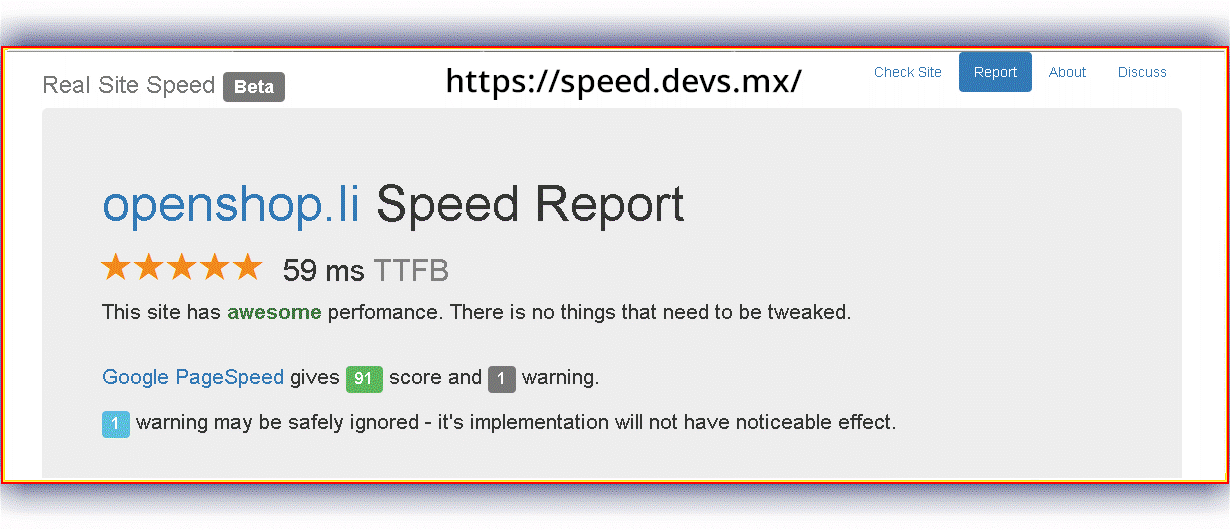 Real Site Speed Beta
https://speed.devs.mx/
Check Site Report About Discuss
openshop.li Speed Report
59 ms TTFB
This site has awesome perfomance. There is no things that need to be tweaked.
Google PageSpeed gives 91 score and 1 warning.
1 warning may be safely ignored - it's implementation will not have noticeable effect.